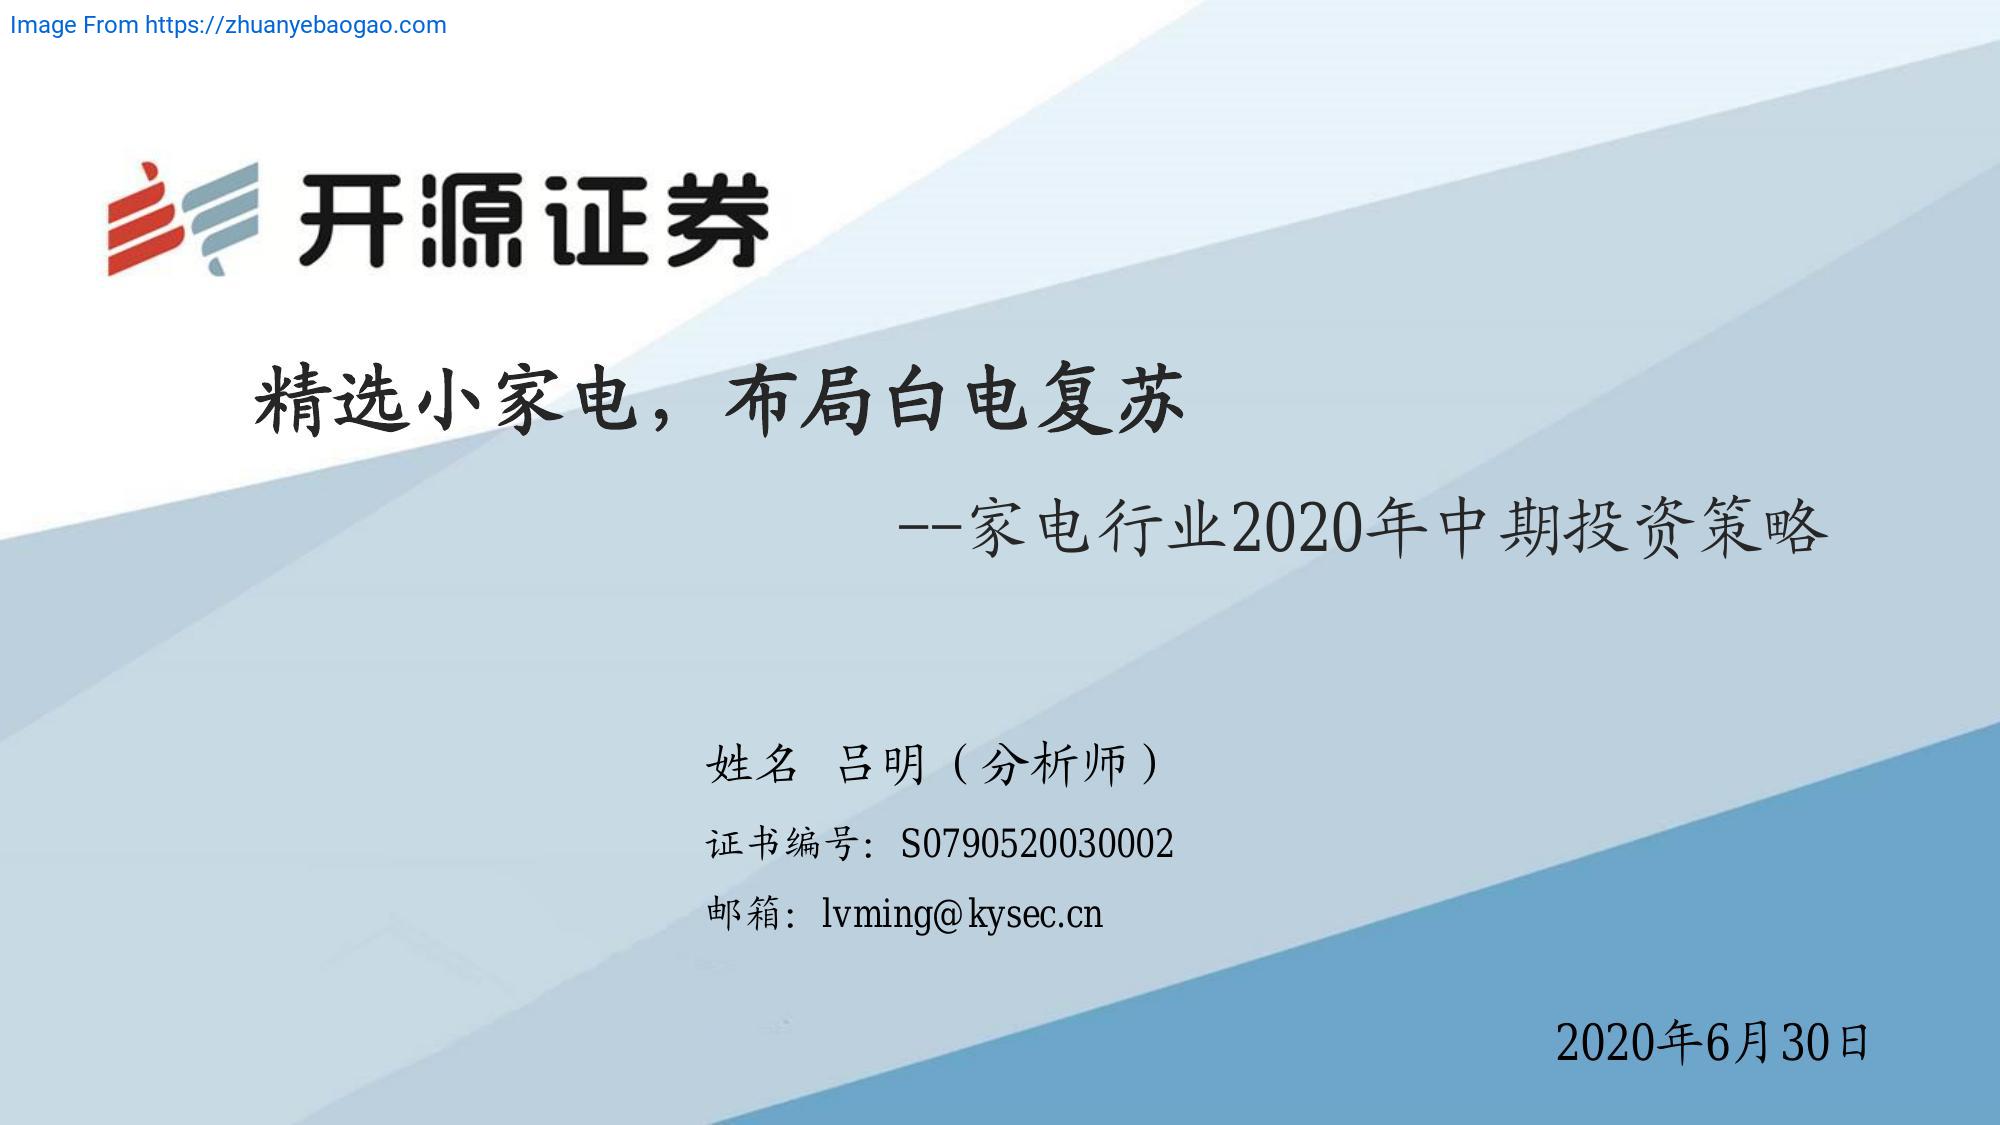 Image From https://zhuanyebaogao.com
开源证券
精选小家电，布局白电复苏
--家电行业2020年中期投资策略
姓名 吕明（分析师）
证书编号：S0790520030002
邮箱：lvming@kysec.cn
2020年6月30日